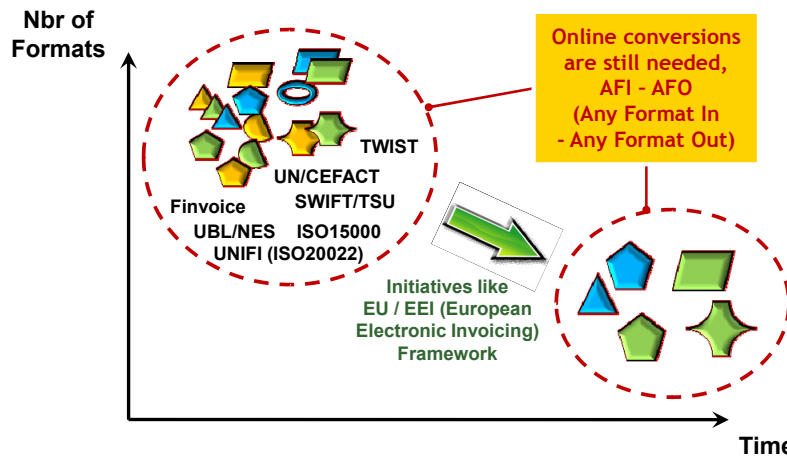 Nbr of
Formats
Online conversions
are still needed,
AFI - AFO
(Any Format In
- Any Format Out)
TWIST
UN/CEFACT
SWIFT/TSU
Finvoice
UBL/NES ISO15000
UNIFI (ISO20022)
Initiatives like
EU / EEI (European
Electronic Invoicing)
Framework
Time